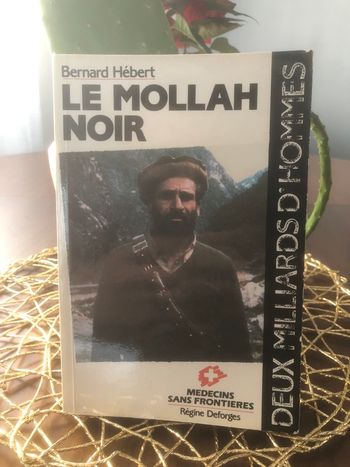 Bernard Hébert
LE MOLLAH
NOIR
DEUX MILLIARDS D'HOMMES
MEDECINS
SANS FRONTIERES
Régine Deforges